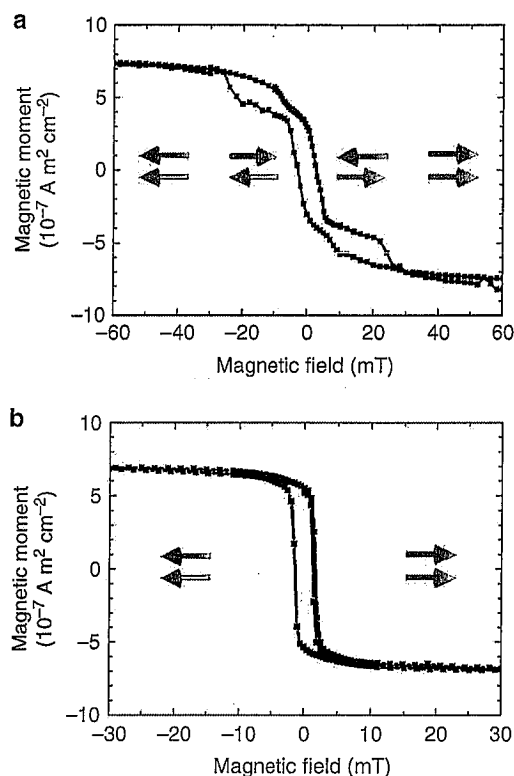 a
10
5
0
−5
−10
Magnetic moment
(10⁻⁷ A m² cm⁻²)
−60 −40 −20 0 20 40 60
Magnetic field (mT)
b
10
5
0
−5
−10
Magnetic moment
(10⁻⁷ A m² cm⁻²)
−30 −20 −10 0 10 20 30
Magnetic field (mT)